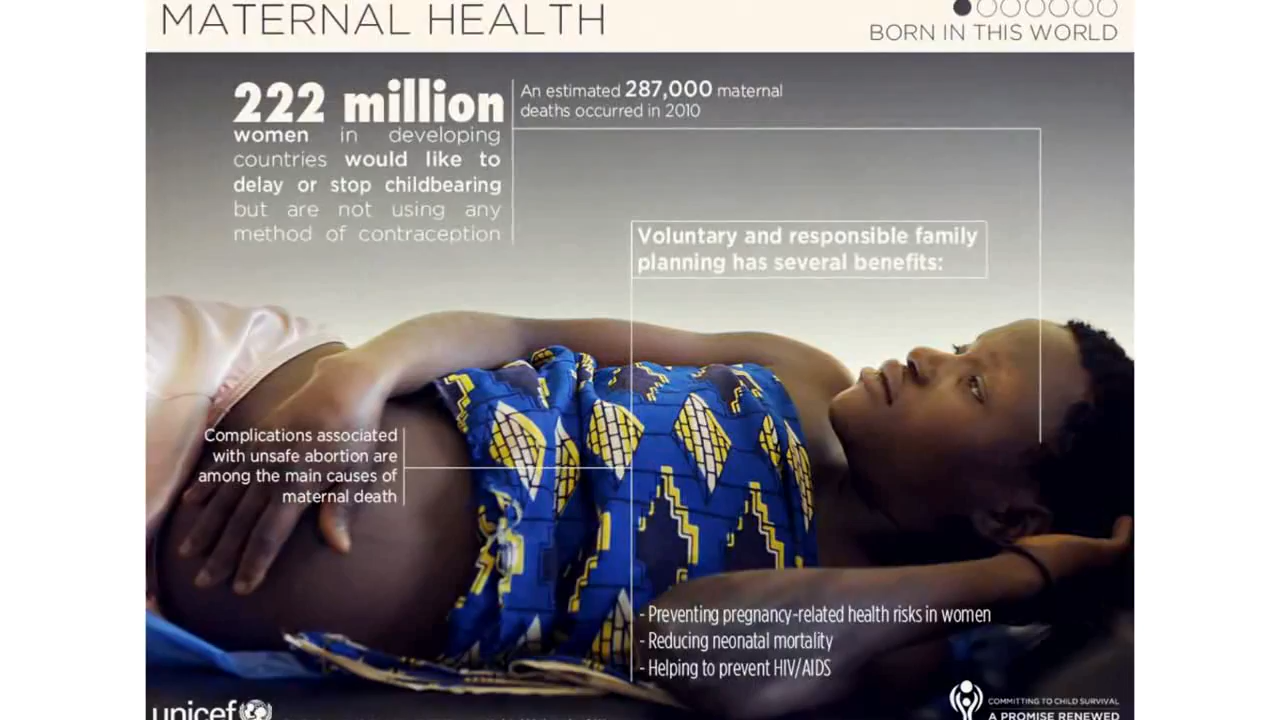 MATERNAL HEALTH
BORN IN THIS WORLD
222 million
women in developing
countries would like to
delay or stop childbearing
but are not using any
method of contraception
An estimated 287,000 maternal
deaths occurred in 2010
Voluntary and responsible family
planning has several benefits:
Complications associated
with unsafe abortion are
among the main causes of
maternal death
- Preventing pregnancy-related health risks in women
- Reducing neonatal mortality
- Helping to prevent HIV/AIDS
unicef
COMMITTING TO CHILD SURVIVAL
A PROMISE RENEWED